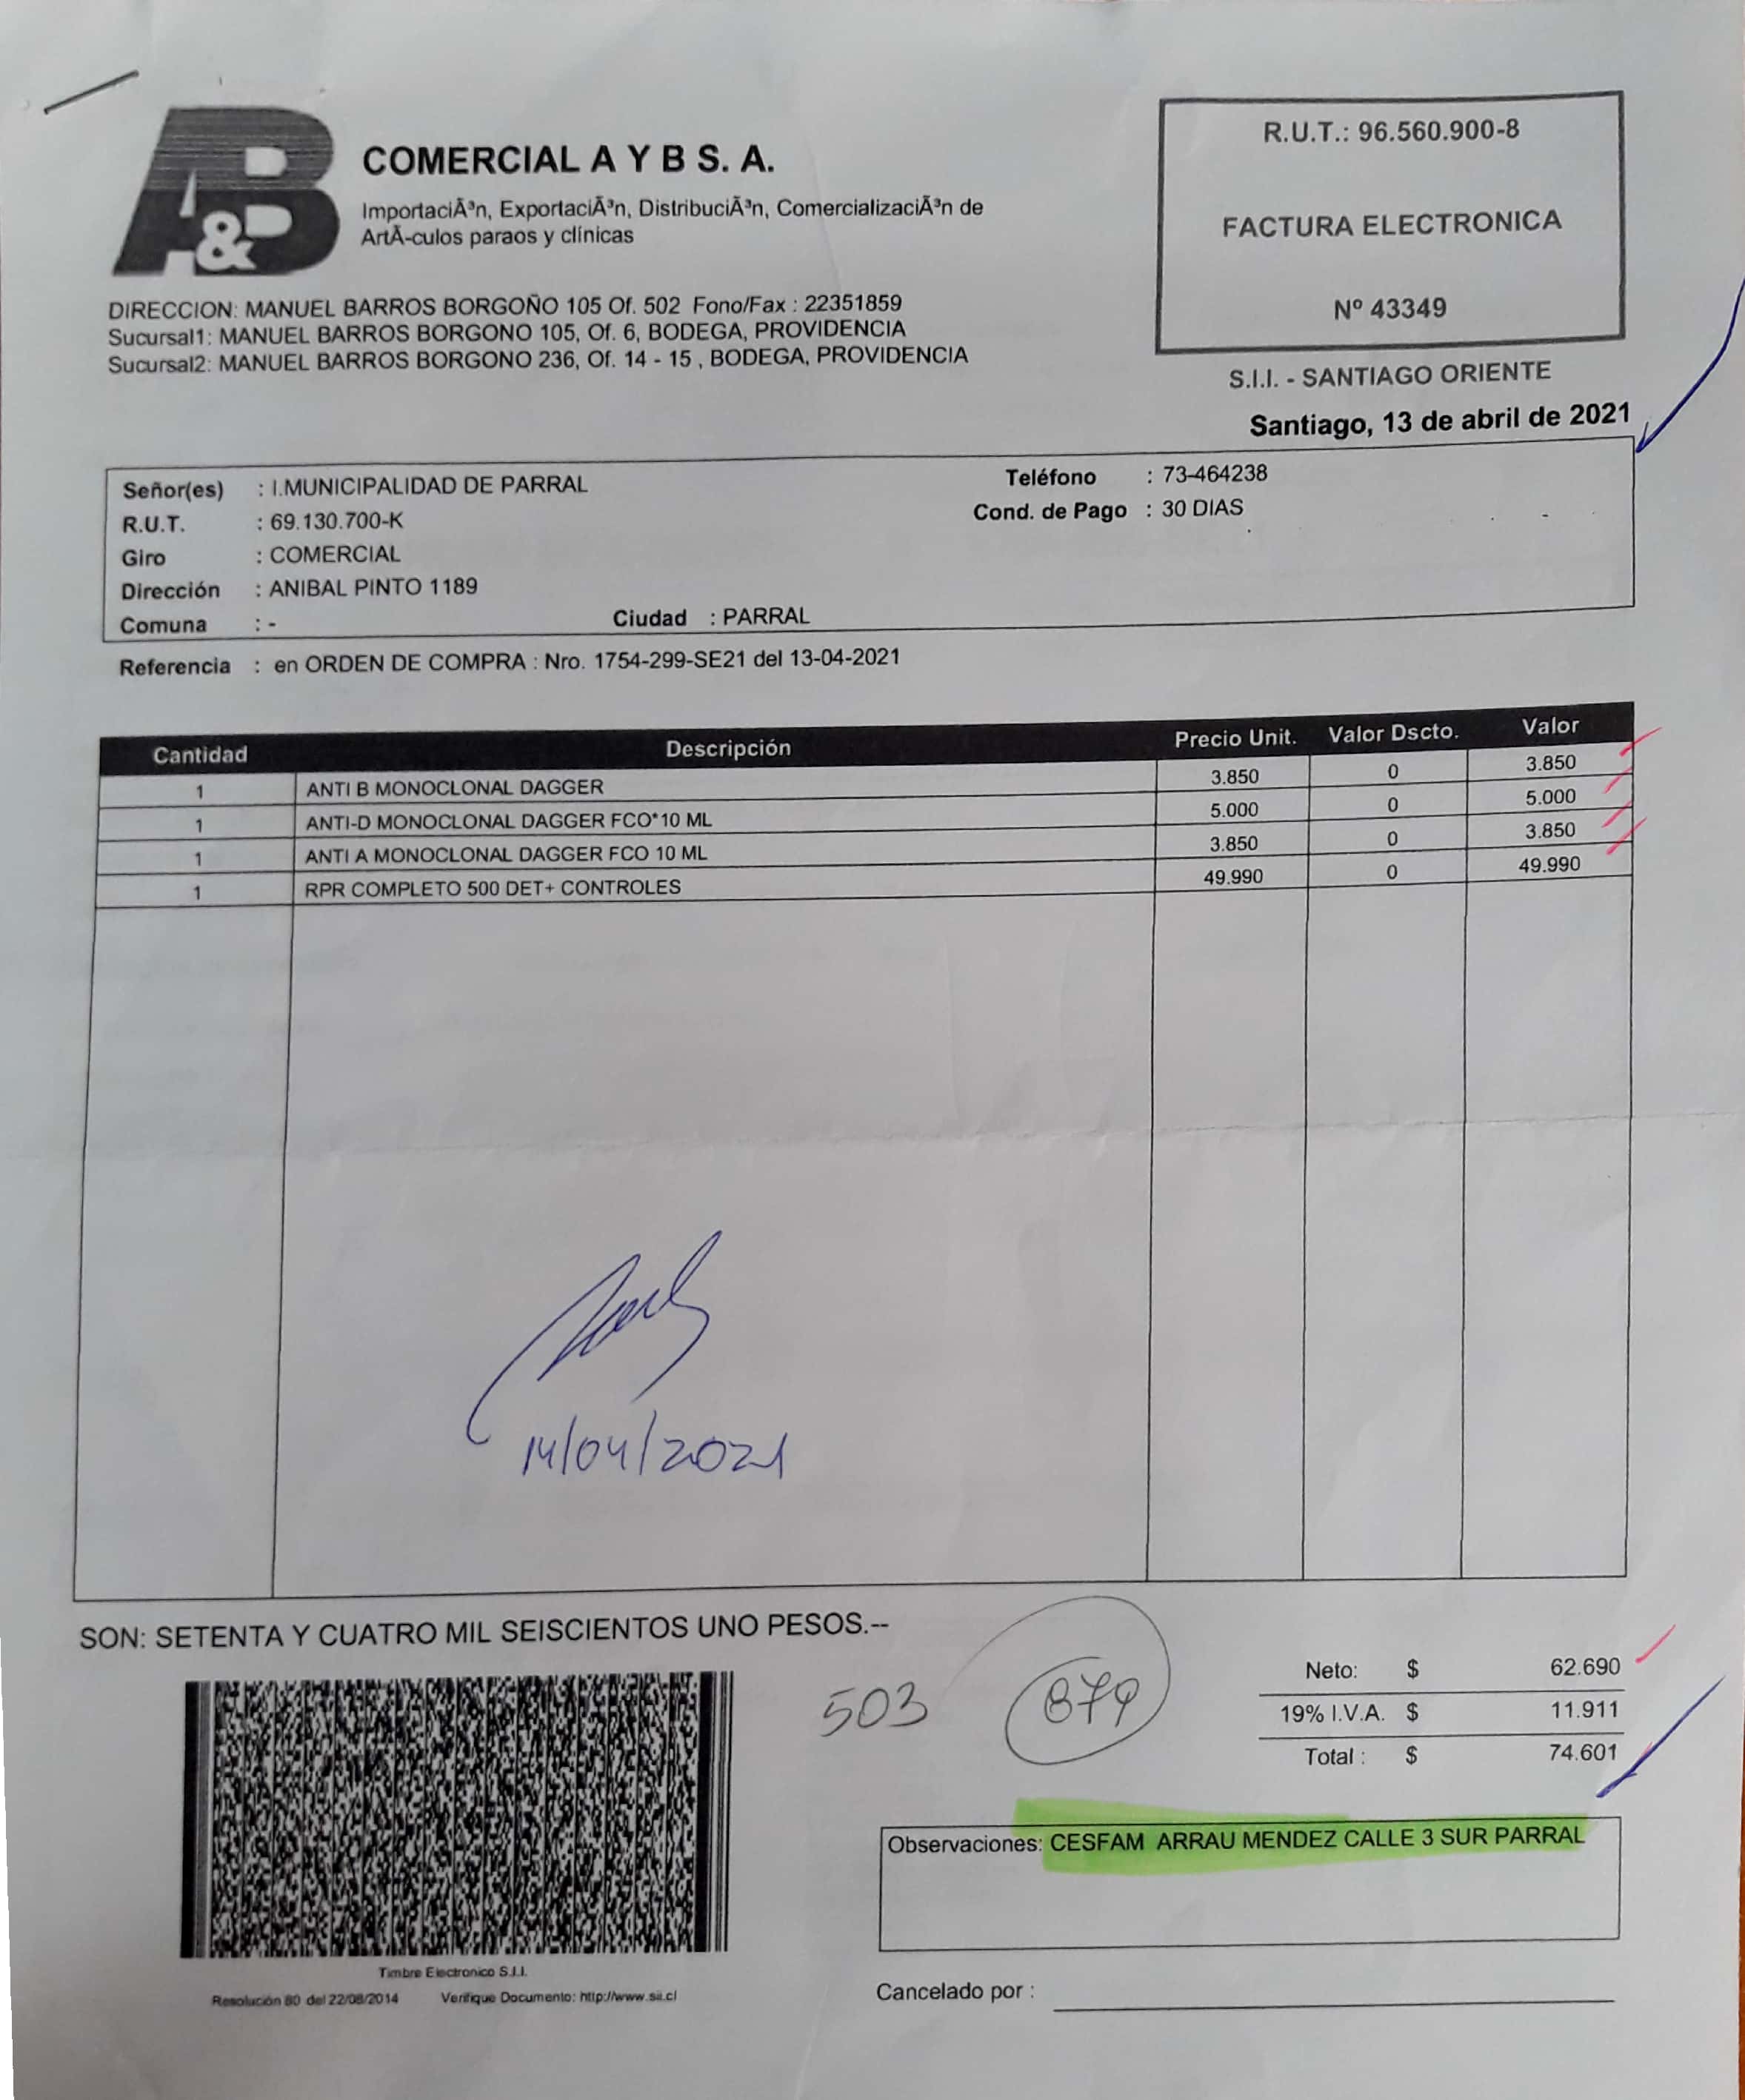 A&B
COMERCIAL A Y B S. A.
ImportaciÃ³n, ExportaciÃ³n, DistribuciÃ³n, ComercializaciÃ³n de
ArtÃ-culos paraos y clínicas
DIRECCION: MANUEL BARROS BORGOÑO 105 Of. 502 Fono/Fax : 22351859
Sucursal1: MANUEL BARROS BORGONO 105, Of. 6, BODEGA, PROVIDENCIA
Sucursal2: MANUEL BARROS BORGONO 236, Of. 14 - 15 , BODEGA, PROVIDENCIA
R.U.T.: 96.560.900-8
FACTURA ELECTRONICA
Nº 43349
S.I.I. - SANTIAGO ORIENTE
Santiago, 13 de abril de 2021
Señor(es) : I.MUNICIPALIDAD DE PARRAL Teléfono : 73-464238
R.U.T. : 69.130.700-K Cond. de Pago : 30 DIAS
Giro : COMERCIAL
Dirección : ANIBAL PINTO 1189
Comuna : - Ciudad : PARRAL
Referencia : en ORDEN DE COMPRA : Nro. 1754-299-SE21 del 13-04-2021
Cantidad Descripción Precio Unit. Valor Dscto. Valor
1 ANTI B MONOCLONAL DAGGER 3.850 0 3.850
1 ANTI-D MONOCLONAL DAGGER FCO*10 ML 5.000 0 5.000
1 ANTI A MONOCLONAL DAGGER FCO 10 ML 3.850 0 3.850
1 RPR COMPLETO 500 DET+ CONTROLES 49.990 0 49.990
14/04/2021
SON: SETENTA Y CUATRO MIL SEISCIENTOS UNO PESOS.--
503 879
Neto: $ 62.690
19% I.V.A. $ 11.911
Total : $ 74.601
Observaciones: CESFAM ARRAU MENDEZ CALLE 3 SUR PARRAL
Timbre Electronico S.I.I.
Resolución 80 del 22/08/2014 Verifique Documento: http://www.sii.cl
Cancelado por :